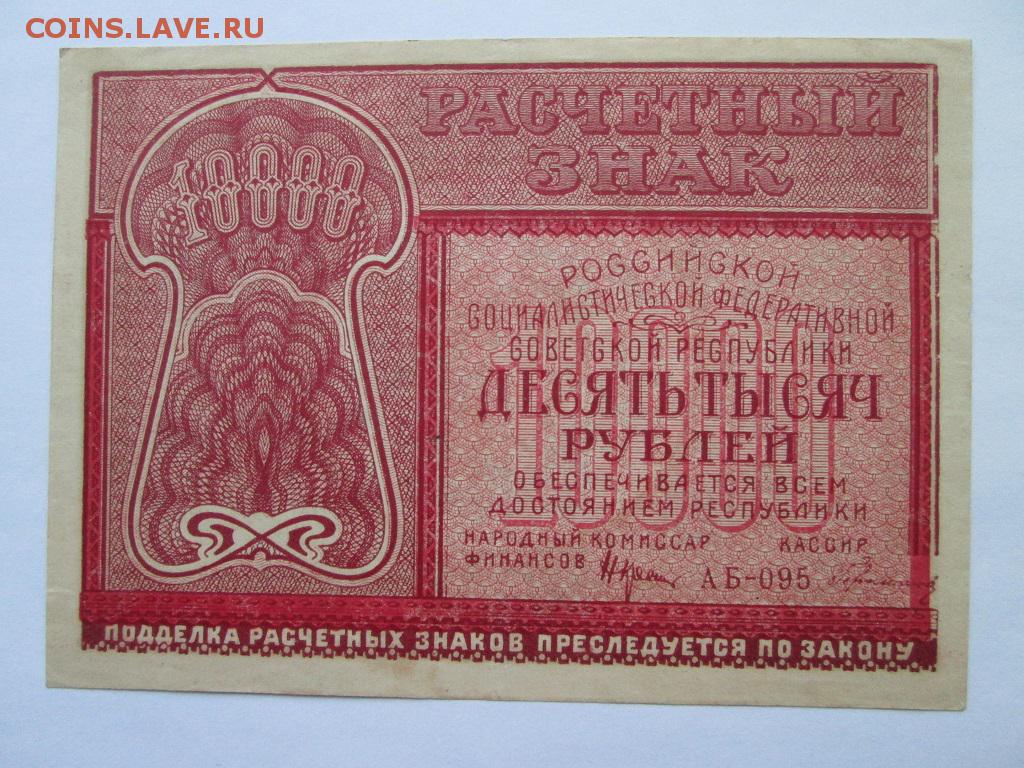 COINS.LAVE.RU
РАСЧЕТНЫЙ
ЗНАК
10000
РОССИЙСКОЙ
СОЦИАЛИСТИЧЕСКОЙ ФЕДЕРАТИВНОЙ
СОВЕТСКОЙ РЕСПУБЛИКИ
10000
ДЕСЯТЬ ТЫСЯЧ
РУБЛЕЙ
ОБЕСПЕЧИВАЕТСЯ ВСЕМ
ДОСТОЯНИЕМ РЕСПУБЛИКИ
НАРОДНЫЙ КОМИССАР КАССИР
ФИНАНСОВ АБ-095
ПОДДЕЛКА РАСЧЕТНЫХ ЗНАКОВ ПРЕСЛЕДУЕТСЯ ПО ЗАКОНУ